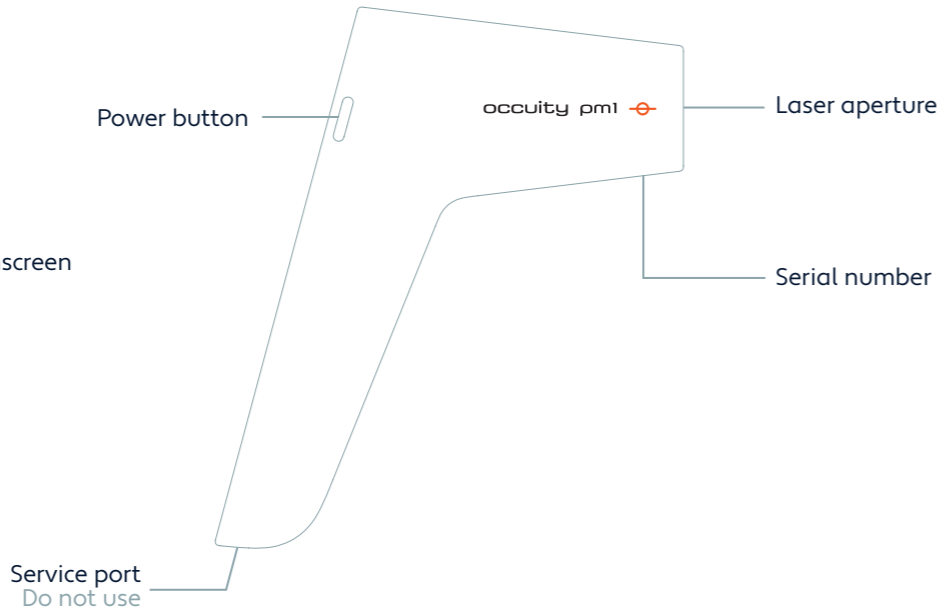 occuity pm1
Laser aperture
Power button
screen
Serial number
Service port
Do not use